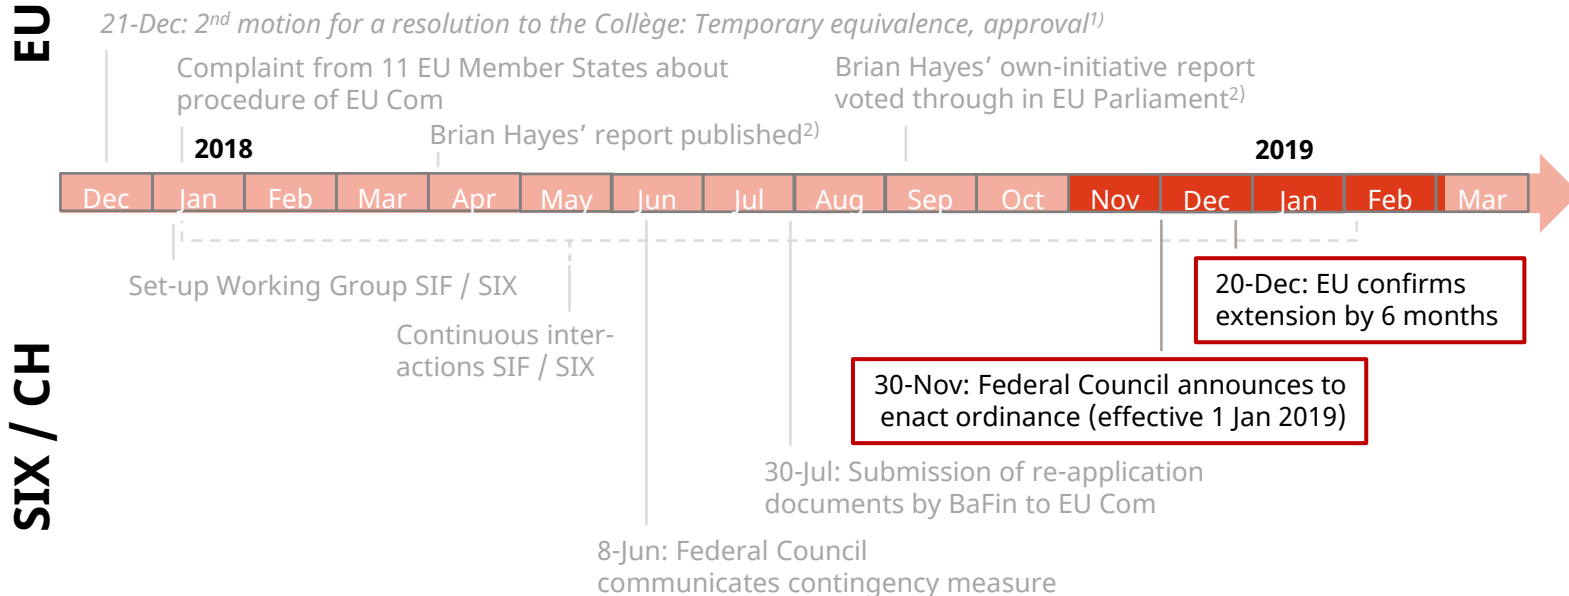 EU
21-Dec: 2nd motion for a resolution to the Collège: Temporary equivalence, approval1)
Complaint from 11 EU Member States about
procedure of EU Com
Brian Hayes’ own-initiative report
voted through in EU Parliament2)
Brian Hayes’ report published2)
2018
2019
Dec Jan Feb Mar Apr May Jun Jul Aug Sep Oct Nov Dec Jan Feb Mar
Set-up Working Group SIF / SIX
20-Dec: EU confirms
extension by 6 months
Continuous inter-
actions SIF / SIX
SIX / CH
30-Nov: Federal Council announces to
enact ordinance (effective 1 Jan 2019)
30-Jul: Submission of re-application
documents by BaFin to EU Com
8-Jun: Federal Council
communicates contingency measure